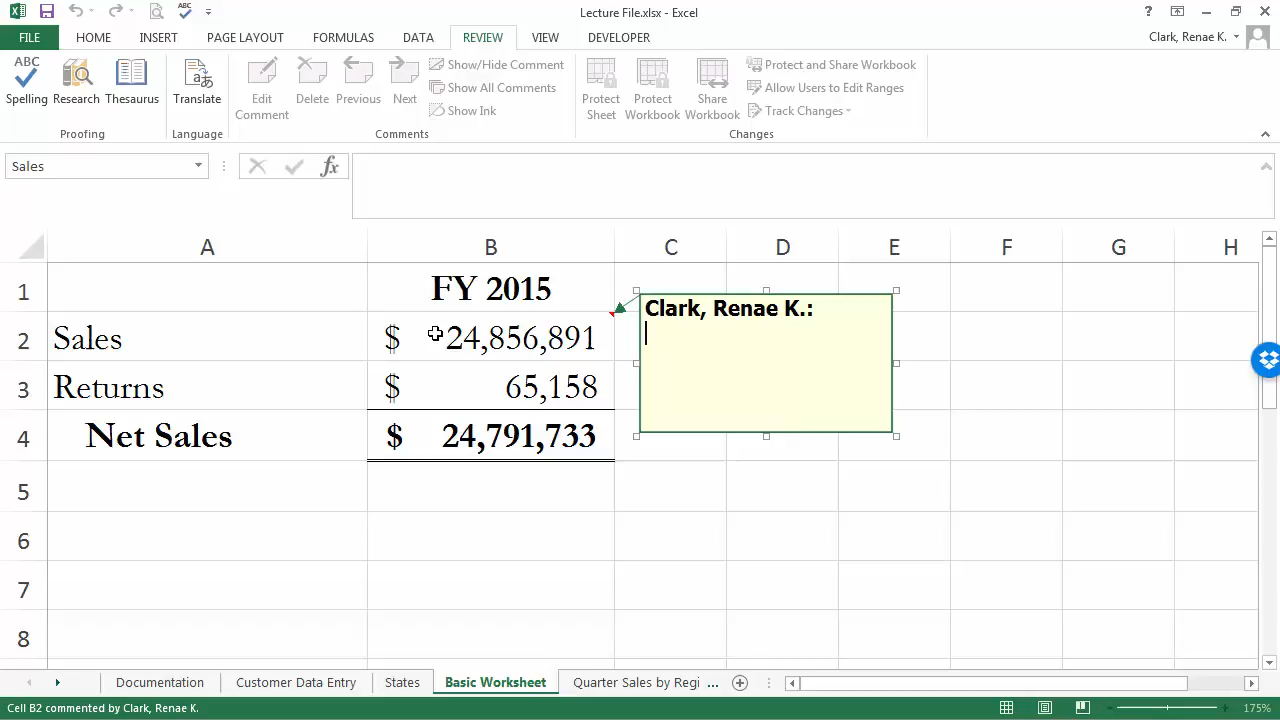 Lecture File.xlsx - Excel
FILE HOME INSERT PAGE LAYOUT FORMULAS DATA REVIEW VIEW DEVELOPER Clark, Renae K.
ABC
Spelling Research Thesaurus
Proofing
Translate
Language
Edit Comment Delete Previous Next
Show/Hide Comment
Show All Comments
Show Ink
Comments
Protect Sheet Protect Workbook Share Workbook
Protect and Share Workbook
Allow Users to Edit Ranges
Track Changes
Changes
Sales fx
A B C D E F G H
1 FY 2015
2 Sales $ 24,856,891
3 Returns $ 65,158
4 Net Sales $ 24,791,733
5
6
7
8
Clark, Renae K.:
Documentation Customer Data Entry States Basic Worksheet Quarter Sales by Regi ...
Cell B2 commented by Clark, Renae K. 175%